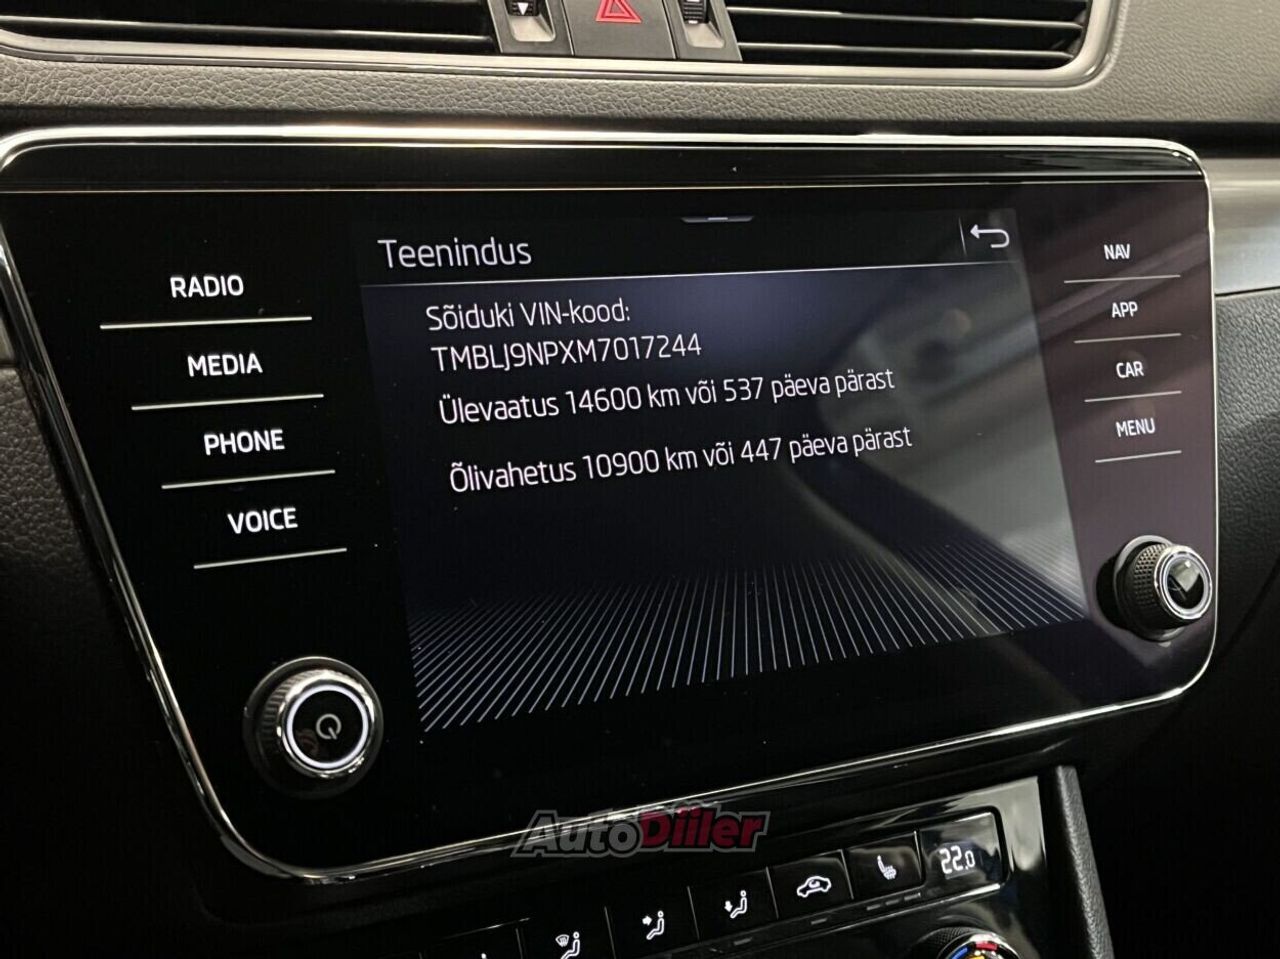 Teenindus
Sõiduki VIN-kood:
TMBLJ9NPXM7017244
Ülevaatus 14600 km või 537 päeva pärast
Õlivahetus 10900 km või 447 päeva pärast
RADIO
MEDIA
PHONE
VOICE
NAV
APP
CAR
MENU
AutoDiiler
22.0